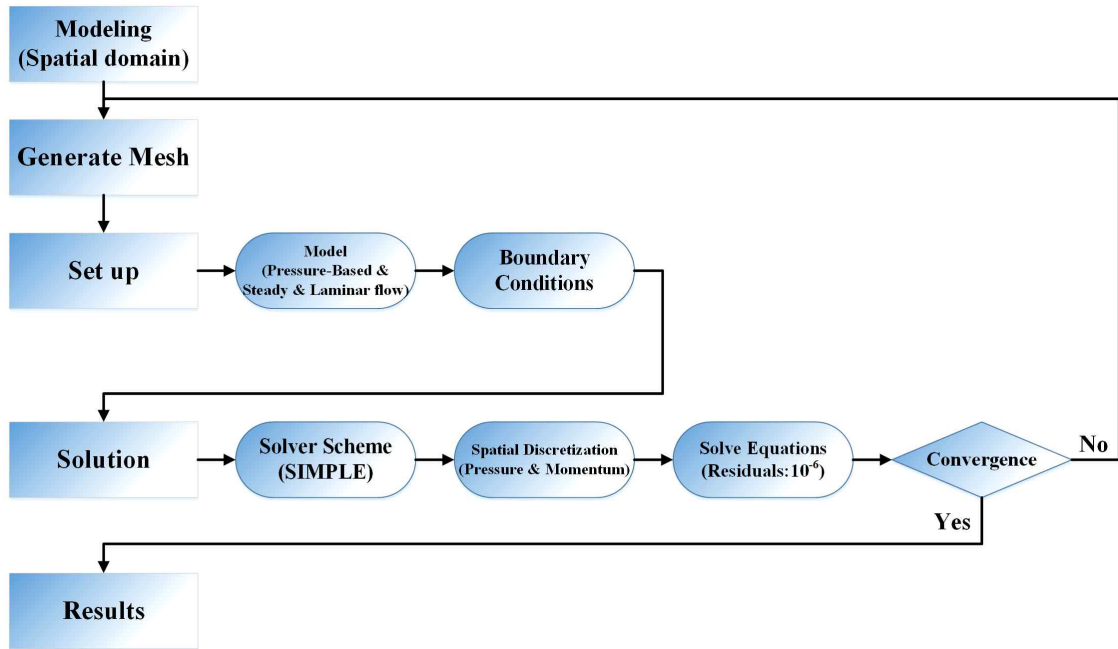 Modeling
(Spatial domain)
Generate Mesh
Set up
Model
(Pressure-Based &
Steady & Laminar flow)
Boundary
Conditions
Solution
Solver Scheme
(SIMPLE)
Spatial Discretization
(Pressure & Momentum)
Solve Equations
(Residuals:10⁻⁶)
Convergence
No
Yes
Results